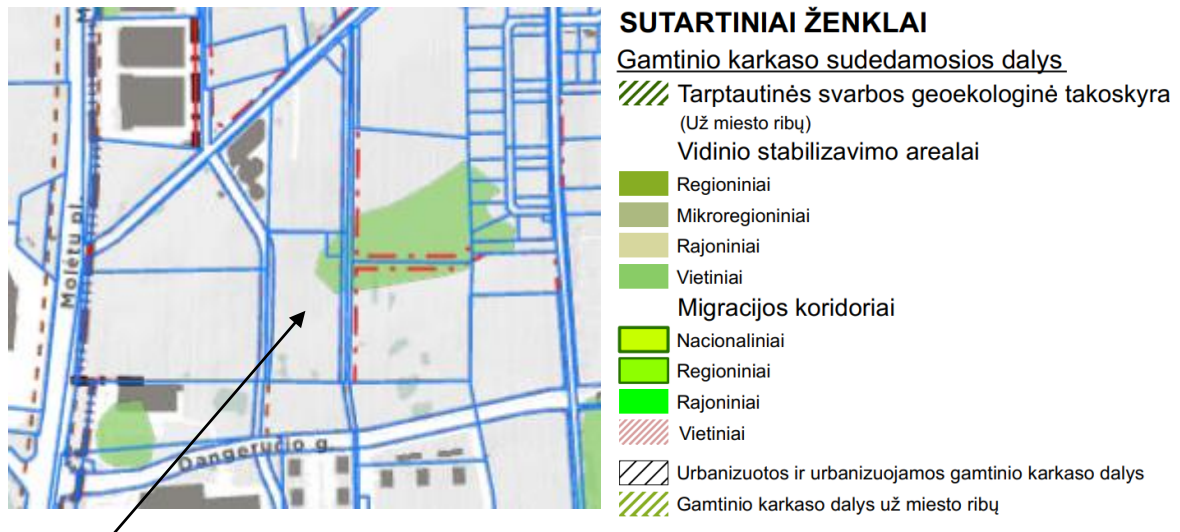 SUTARTINIAI ŽENKLAI
Gamtinio karkaso sudedamosios dalys
Tarptautinės svarbos geoekologinė takoskyra
(Už miesto ribų)
Vidinio stabilizavimo arealai
Regioniniai
Mikroregioniniai
Rajoniniai
Vietiniai
Migracijos koridoriai
Nacionaliniai
Regioniniai
Rajoniniai
Vietiniai
Urbanizuotos ir urbanizuojamos gamtinio karkaso dalys
Gamtinio karkaso dalys už miesto ribų
Molėtų pl.
Dangeručio g.